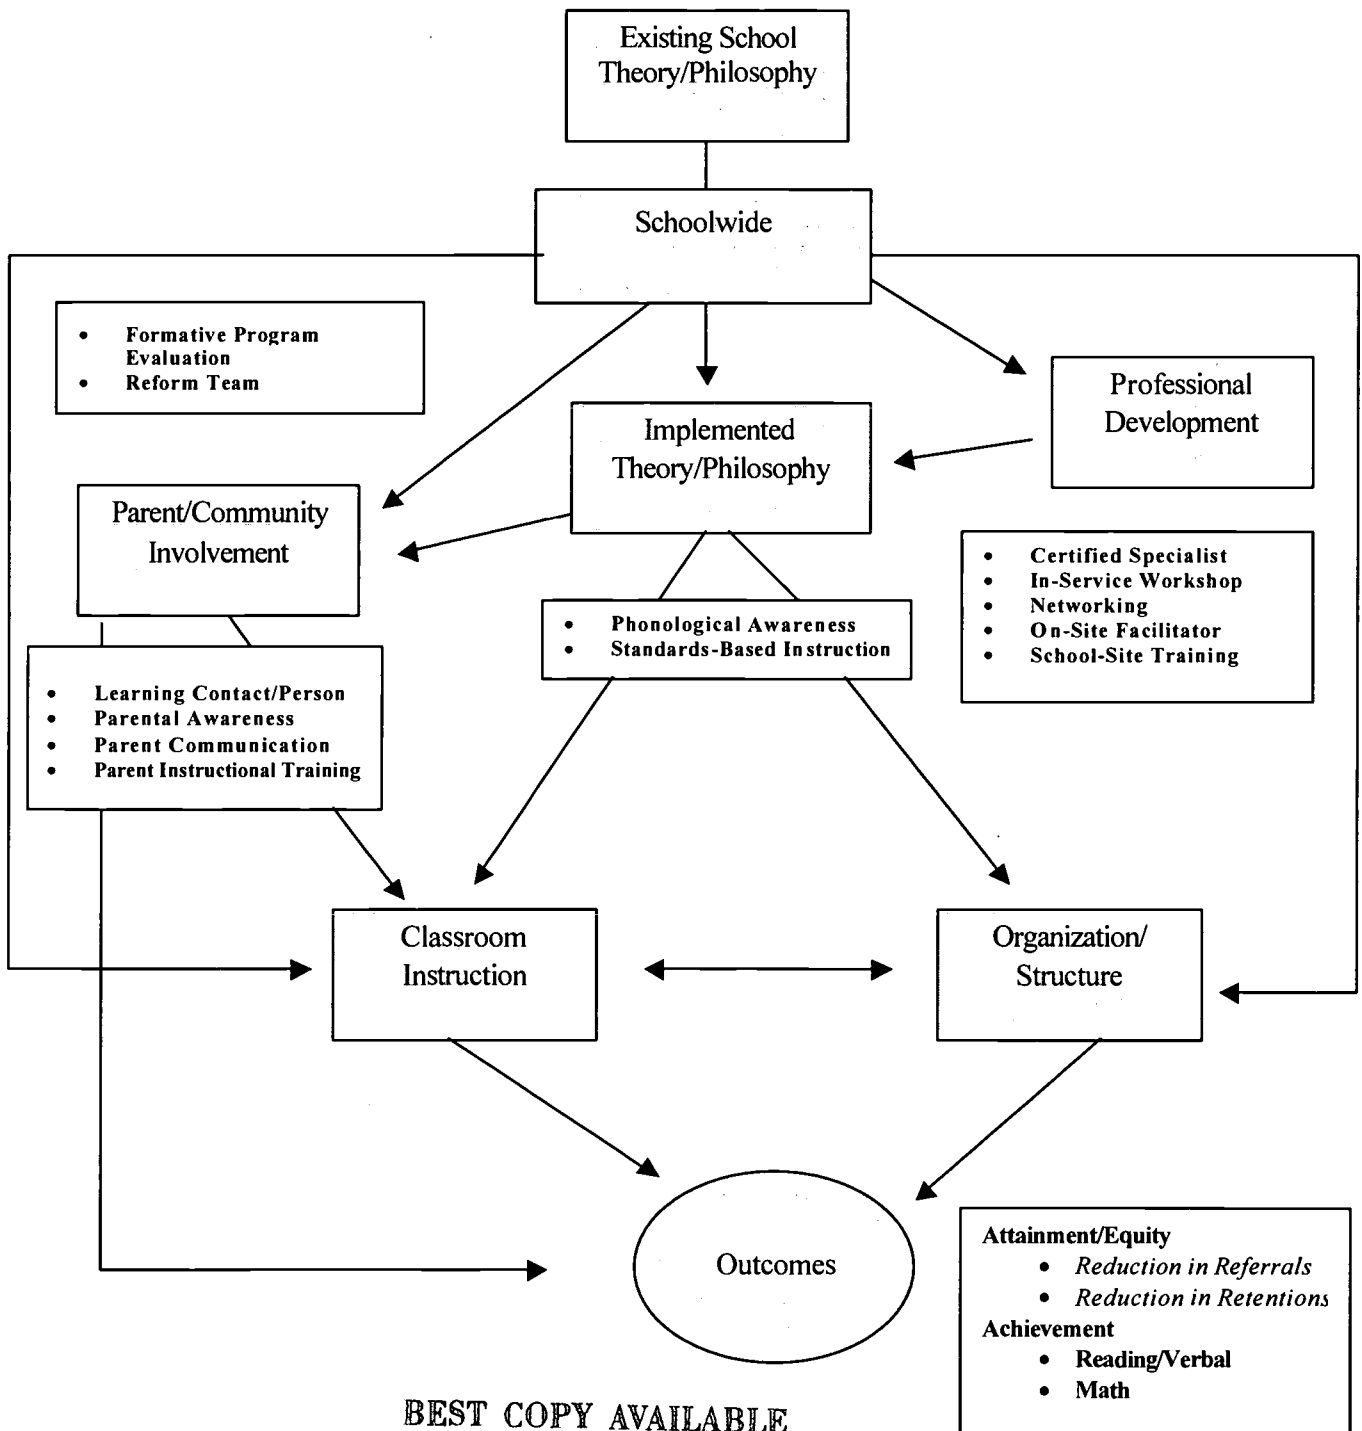 Existing School
Theory/Philosophy
Schoolwide
• Formative Program
Evaluation
• Reform Team
Professional
Development
Implemented
Theory/Philosophy
Parent/Community
Involvement
• Certified Specialist
• In-Service Workshop
• Networking
• On-Site Facilitator
• School-Site Training
• Phonological Awareness
• Standards-Based Instruction
• Learning Contact/Person
• Parental Awareness
• Parent Communication
• Parent Instructional Training
Classroom
Instruction
Organization/
Structure
Outcomes
Attainment/Equity
• Reduction in Referrals
• Reduction in Retentions
Achievement
• Reading/Verbal
• Math
BEST COPY AVAILABLE